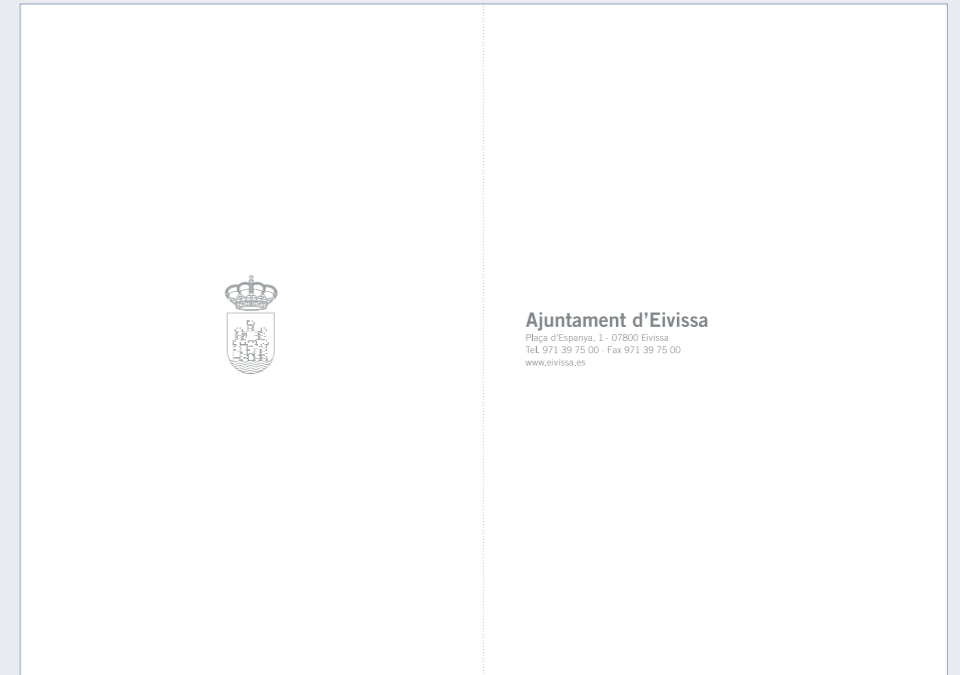 Ajuntament d'Eivissa
Plaça d'Espanya, 1 - 07800 Eivissa
Tel. 971 39 75 00 - Fax 971 39 75 00
www.eivissa.es